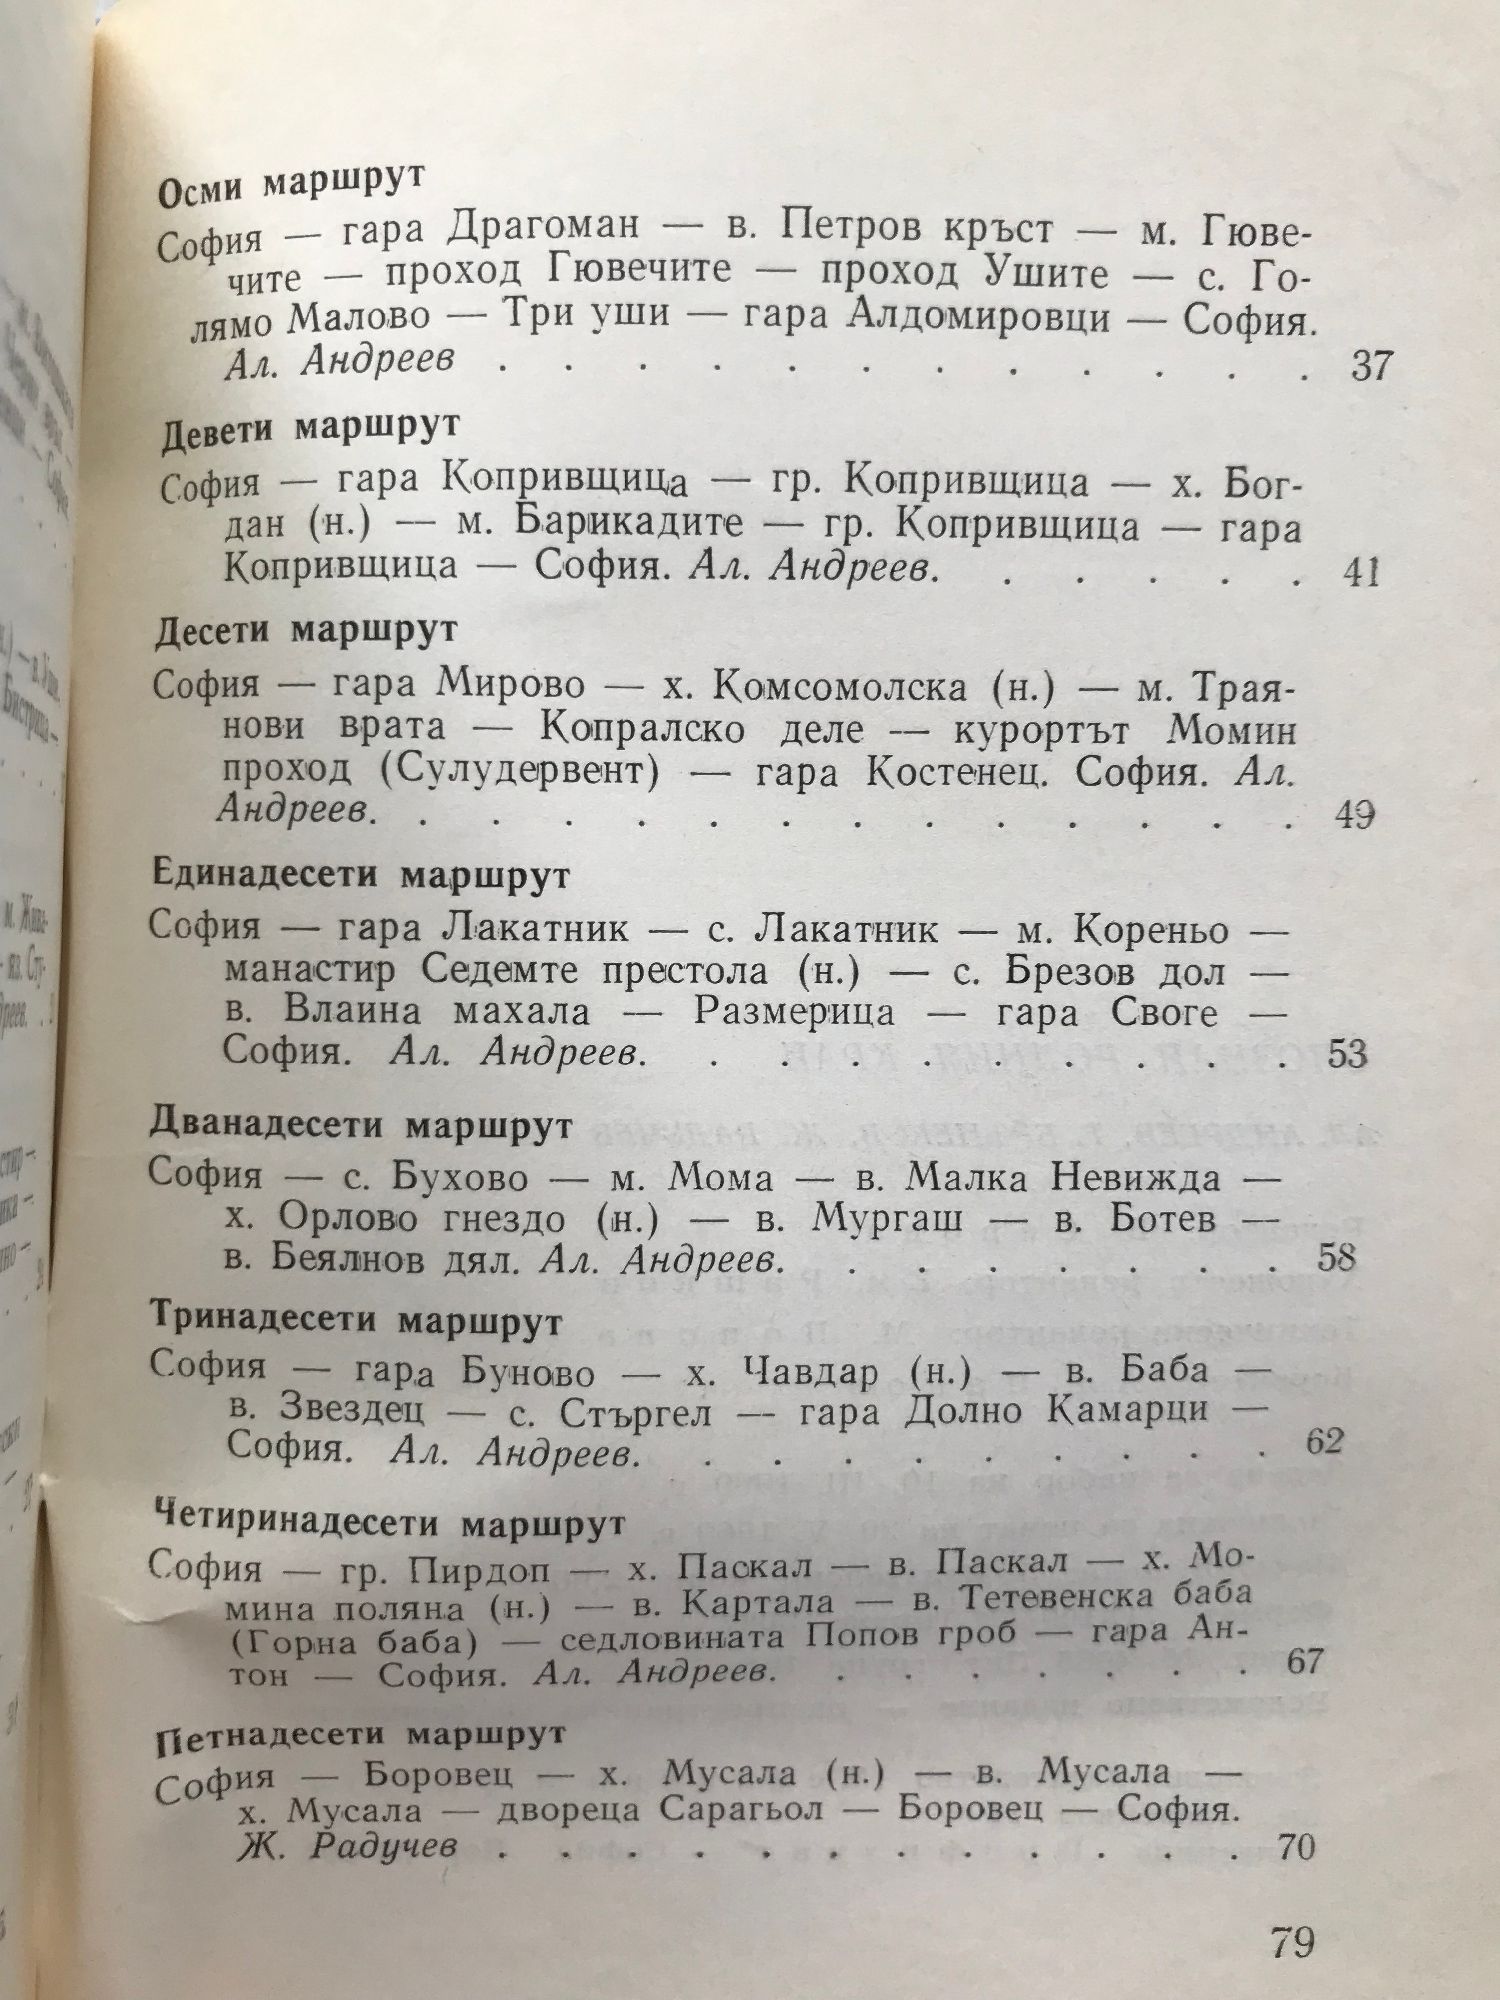 Осми маршрут
София — гара Драгоман — в. Петров кръст — м. Гюве-
чите — проход Гювечите — проход Ушите — с. Го-
лямо Малово — Три уши — гара Алдомировци — София.
Ал. Андреев . . . . . . . . . . . . 37
Девети маршрут
София — гара Копривщица — гр. Копривщица — х. Бог-
дан (н.) — м. Барикадите — гр. Копривщица — гара
Копривщица — София. Ал. Андреев. . . . . . 41
Десети маршрут
София — гара Мирово — х. Комсомолска (н.) — м. Трая-
нови врата — Копралско деле — курортът Момин
проход (Сулудервент) — гара Костенец. София. Ал.
Андреев. . . . . . . . . . . . . . 49
Единадесети маршрут
София — гара Лакатник — с. Лакатник — м. Кореньо —
манастир Седемте престола (н.) — с. Брезов дол —
в. Влаина махала — Размерица — гара Своге —
София. Ал. Андреев. . . . . . . . . . 53
Дванадесети маршрут
София — с. Бухово — м. Мома — в. Малка Невижда —
х. Орлово гнездо (н.) — в. Мургаш — в. Ботев —
в. Беялнов дял. Ал. Андреев. . . . . . . . 58
Тринадесети маршрут
София — гара Буново — х. Чавдар (н.) — в. Баба —
в. Звездец — с. Стъргел — гара Долно Камарци —
София. Ал. Андреев. . . . . . . . . . 62
Четиринадесети маршрут
София — гр. Пирдоп — х. Паскал — в. Паскал — х. Мо-
мина поляна (н.) — в. Картала — в. Тетевенска баба
(Горна баба) — седловината Попов гроб — гара Ан-
тон — София. Ал. Андреев. . . . . . . . 67
Петнадесети маршрут
София — Боровец — х. Мусала (н.) — в. Мусала —
х. Мусала — двореца Сарагьол — Боровец — София.
Ж. Радучев . . . . . . . . . . . . 70
79